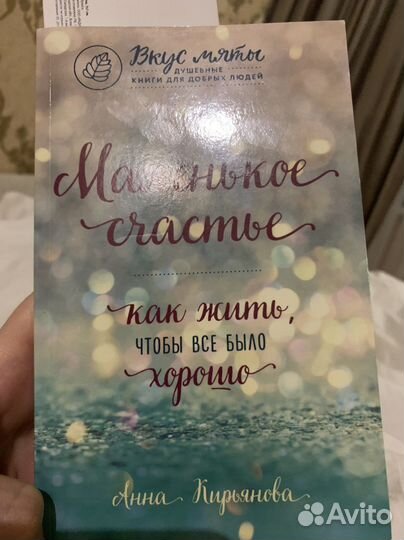 Вкус мяты
душевные
книги для добрых людей
Маленькое
счастье
как жить,
чтобы все было
хорошо
Анна Кирьянова
Avito